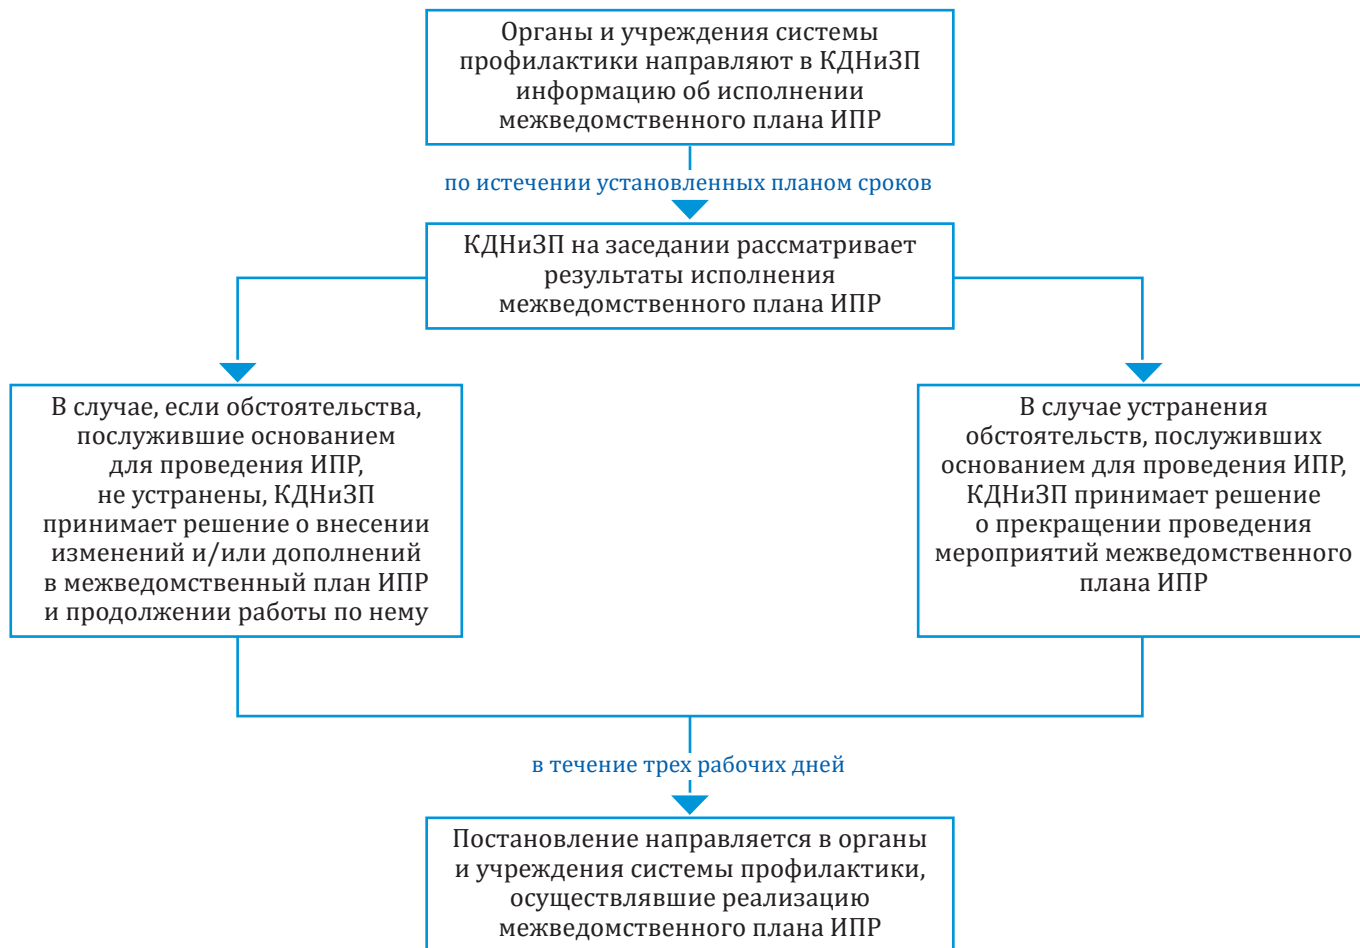 Органы и учреждения системы
профилактики направляют в КДНиЗП
информацию об исполнении
межведомственного плана ИПР
по истечении установленных планом сроков
КДНиЗП на заседании рассматривает
результаты исполнения
межведомственного плана ИПР
В случае, если обстоятельства,
послужившие основанием
для проведения ИПР,
не устранены, КДНиЗП
принимает решение о внесении
изменений и/или дополнений
в межведомственный план ИПР
и продолжении работы по нему
В случае устранения
обстоятельств, послуживших
основанием для проведения ИПР,
КДНиЗП принимает решение
о прекращении проведения
мероприятий межведомственного
плана ИПР
в течение трех рабочих дней
Постановление направляется в органы
и учреждения системы профилактики,
осуществлявшие реализацию
межведомственного плана ИПР